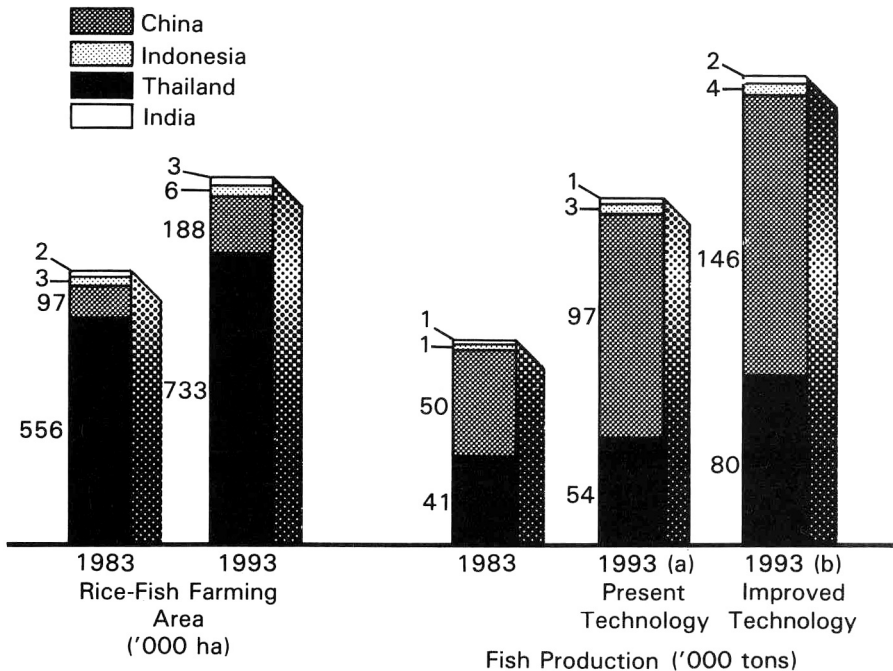 China
Indonesia
Thailand
India
2
3
97
556
3
6
188
733
1
1
50
41
1
3
97
54
2
4
146
80
1983
1993
Rice-Fish Farming
Area
('000 ha)
1983
1993 (a)
Present
Technology
1993 (b)
Improved
Technology
Fish Production ('000 tons)